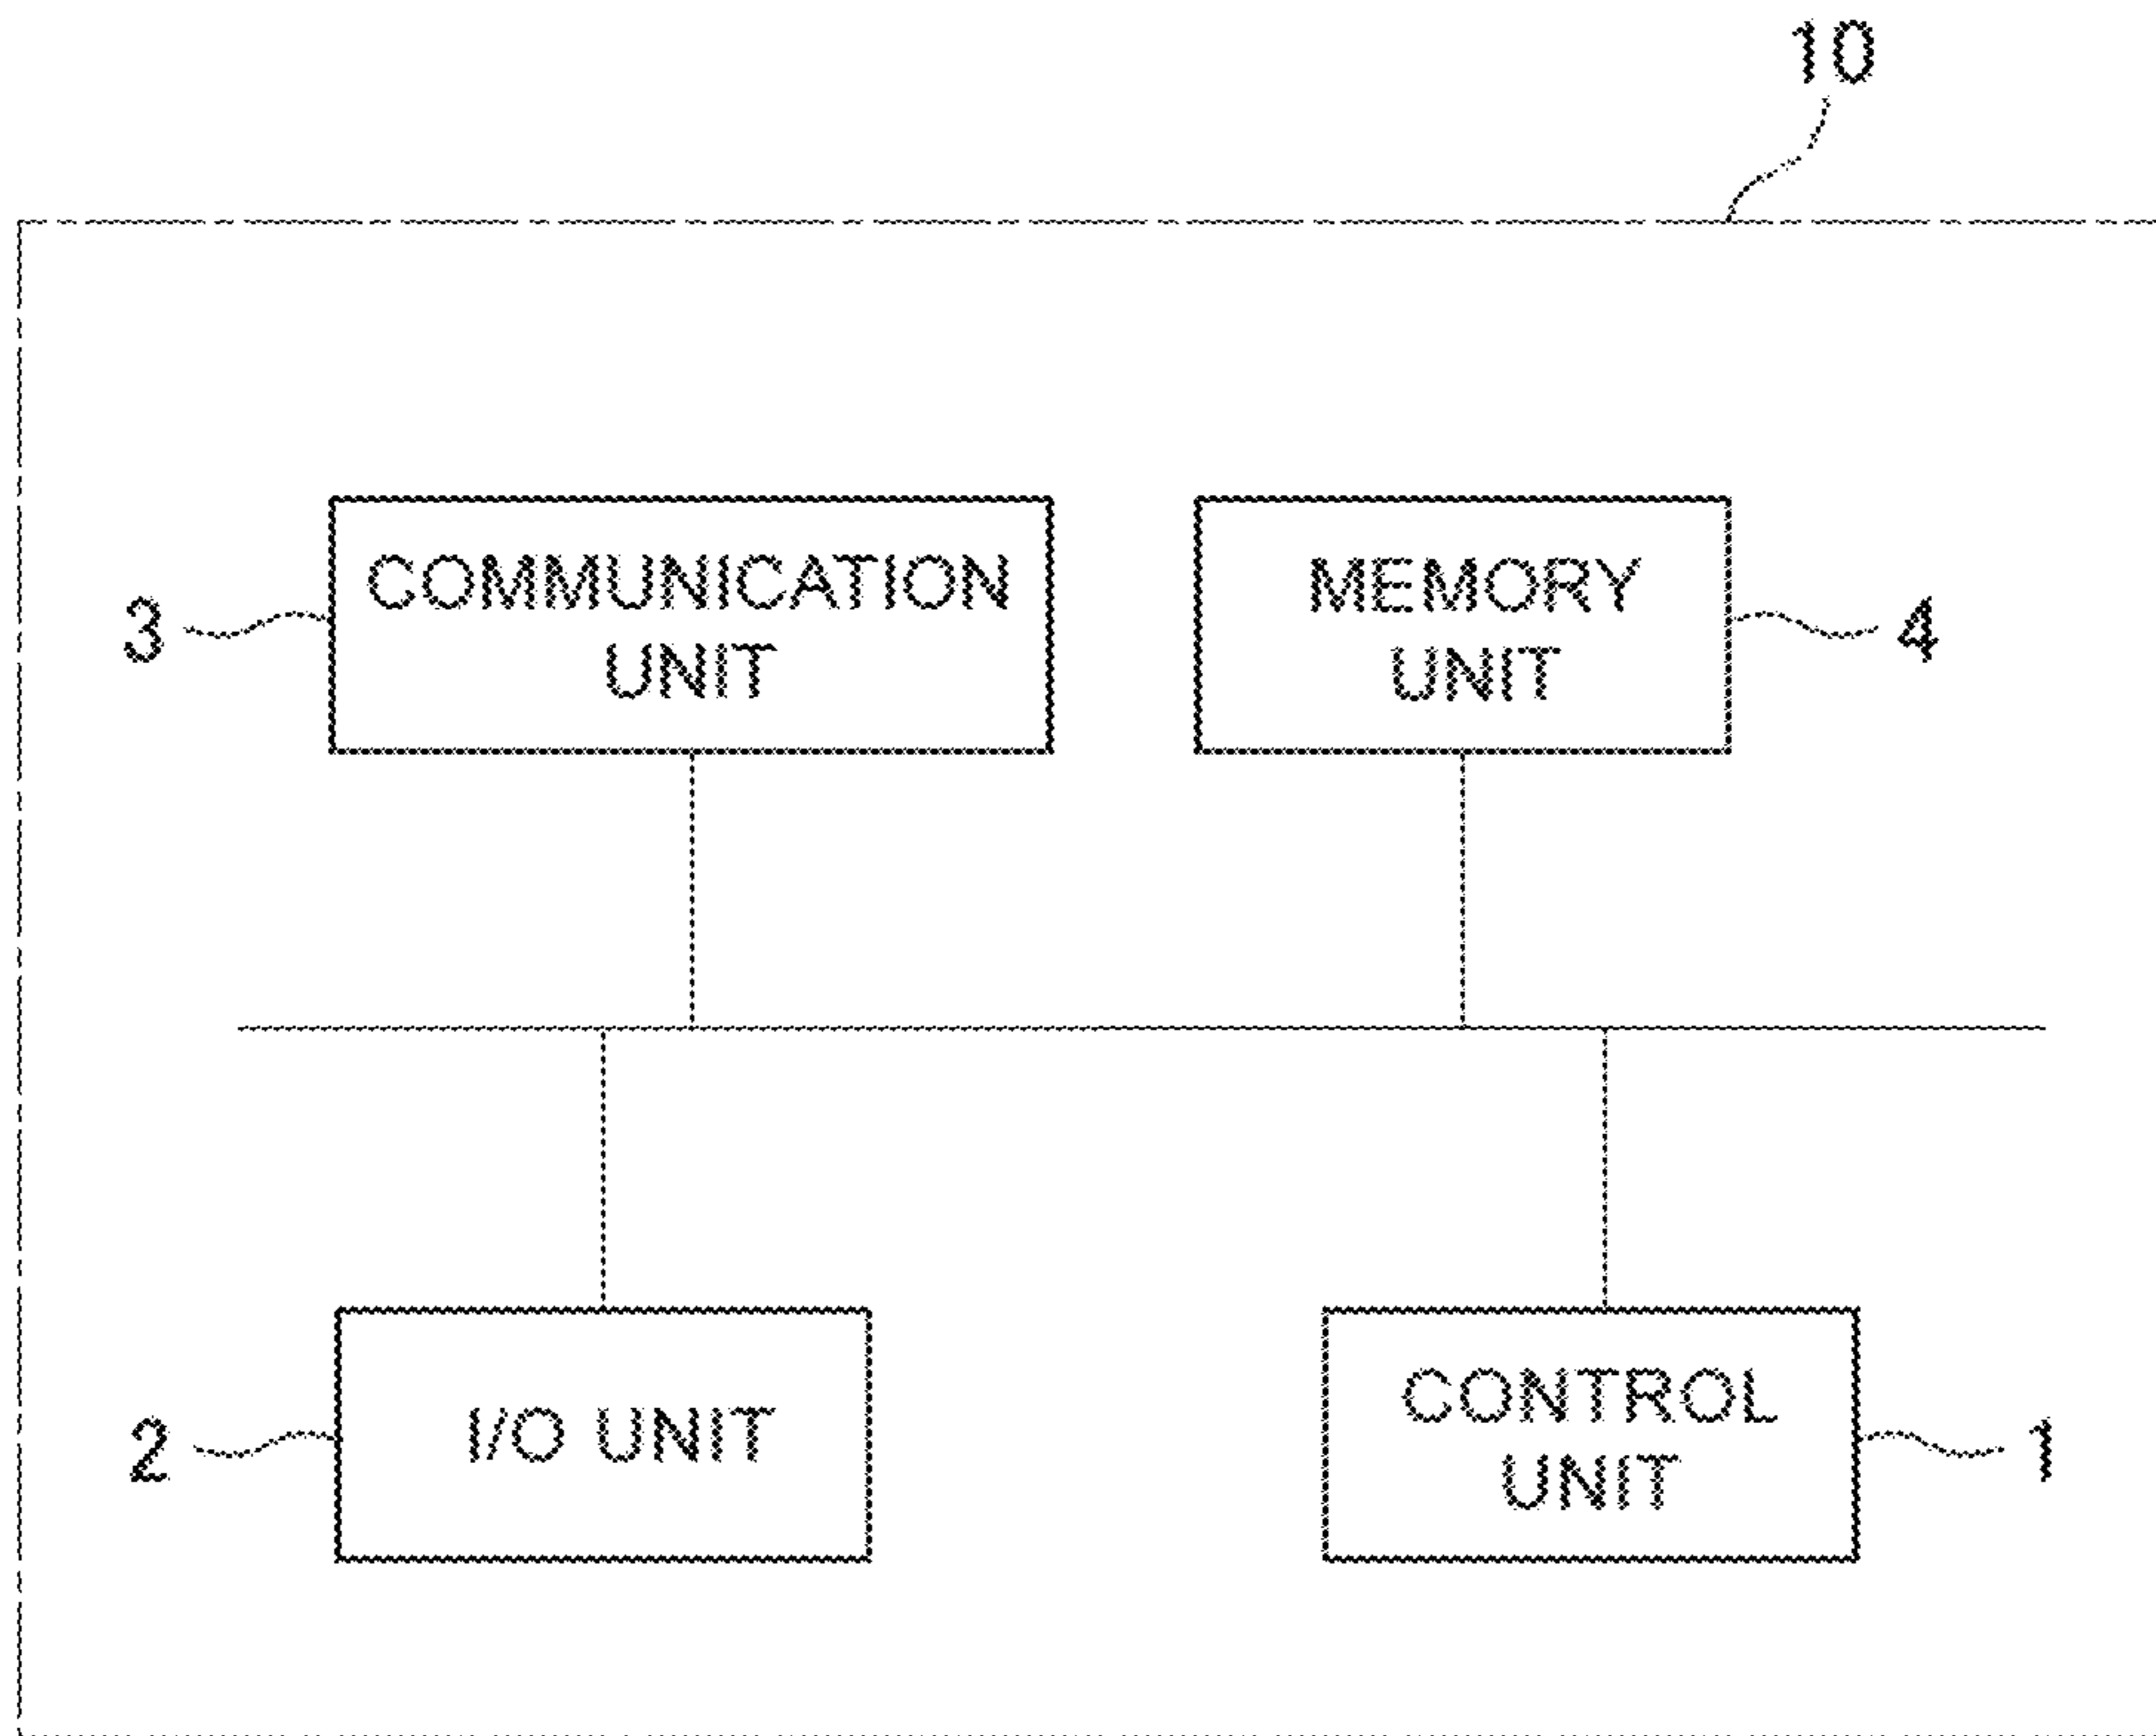 10
COMMUNICATION
UNIT
3
MEMORY
UNIT
4
I/O UNIT
2
CONTROL
UNIT
1